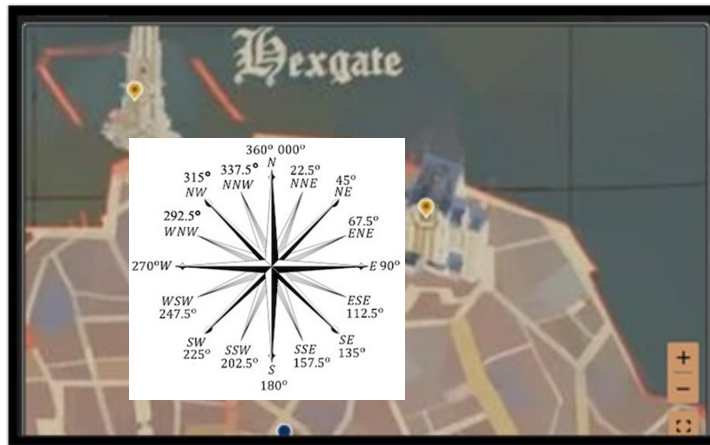 Hexgate
360° 000°
N
337.5° 22.5°
NNW NNE
315° 45°
NW NE
292.5° 67.5°
WNW ENE
270°W E 90°
WSW ESE
247.5° 112.5°
SW SE
225° 135°
SSW SSE
202.5° 157.5°
S
180°
+
−